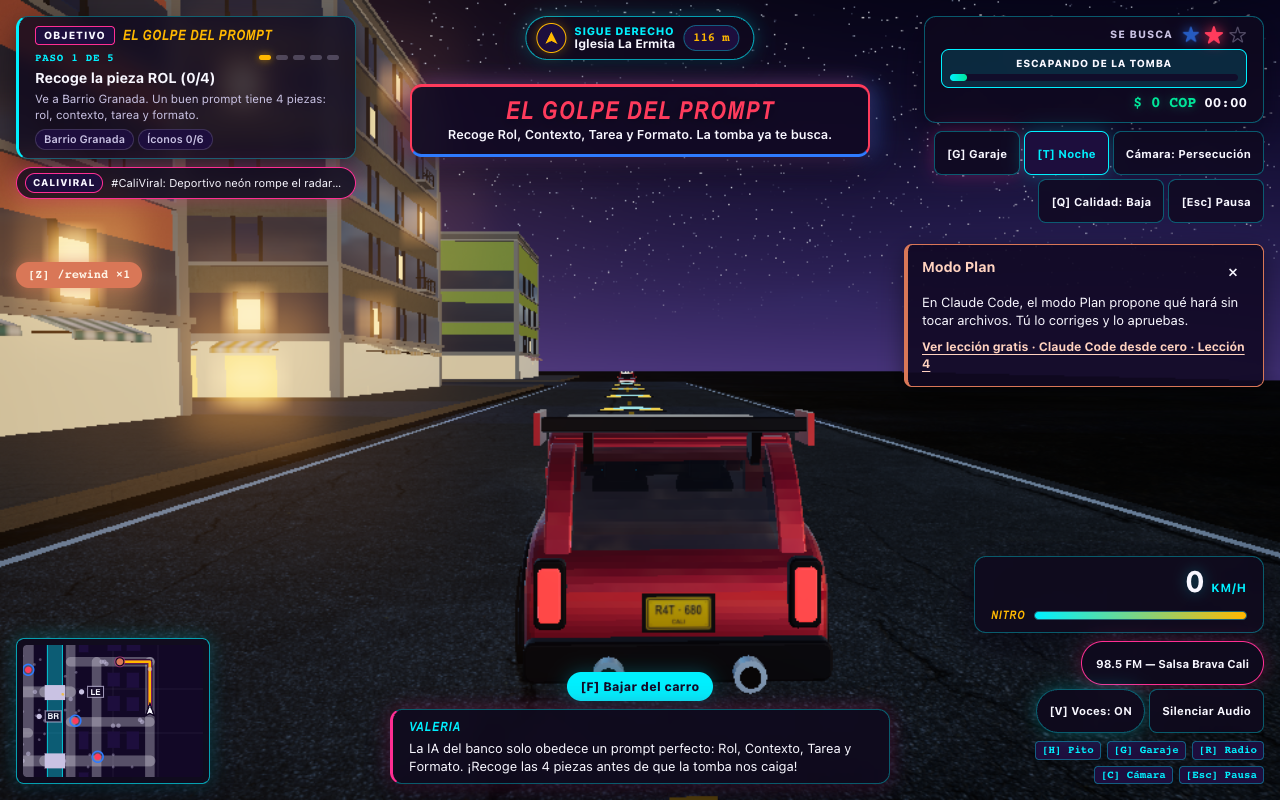 OBJETIVO EL GOLPE DEL PROMPT
PASO 1 DE 5
Recoge la pieza ROL (0/4)
Ve a Barrio Granada. Un buen prompt tiene 4 piezas:
rol, contexto, tarea y formato.
Barrio Granada Íconos 0/6
CALIVIRAL #CaliViral: Deportivo neón rompe el radar...
[Z] /rewind ×1
SIGUE DERECHO
Iglesia La Ermita
116 m
EL GOLPE DEL PROMPT
Recoge Rol, Contexto, Tarea y Formato. La tomba ya te busca.
SE BUSCA
ESCAPANDO DE LA TOMBA
$ 0 COP 00:00
[G] Garaje
[T] Noche
Cámara: Persecución
[Q] Calidad: Baja
[Esc] Pausa
Modo Plan
×
En Claude Code, el modo Plan propone qué hará sin
tocar archivos. Tú lo corriges y lo apruebas.
Ver lección gratis · Claude Code desde cero · Lección
4
R4T · 680
CALI
[F] Bajar del carro
VALERIA
La IA del banco solo obedece un prompt perfecto: Rol, Contexto, Tarea y
Formato. ¡Recoge las 4 piezas antes de que la tomba nos caiga!
LE
BR
0 KM/H
NITRO
98.5 FM — Salsa Brava Cali
[V] Voces: ON
Silenciar Audio
[H] Pito [G] Garaje [R] Radio
[C] Cámara [Esc] Pausa